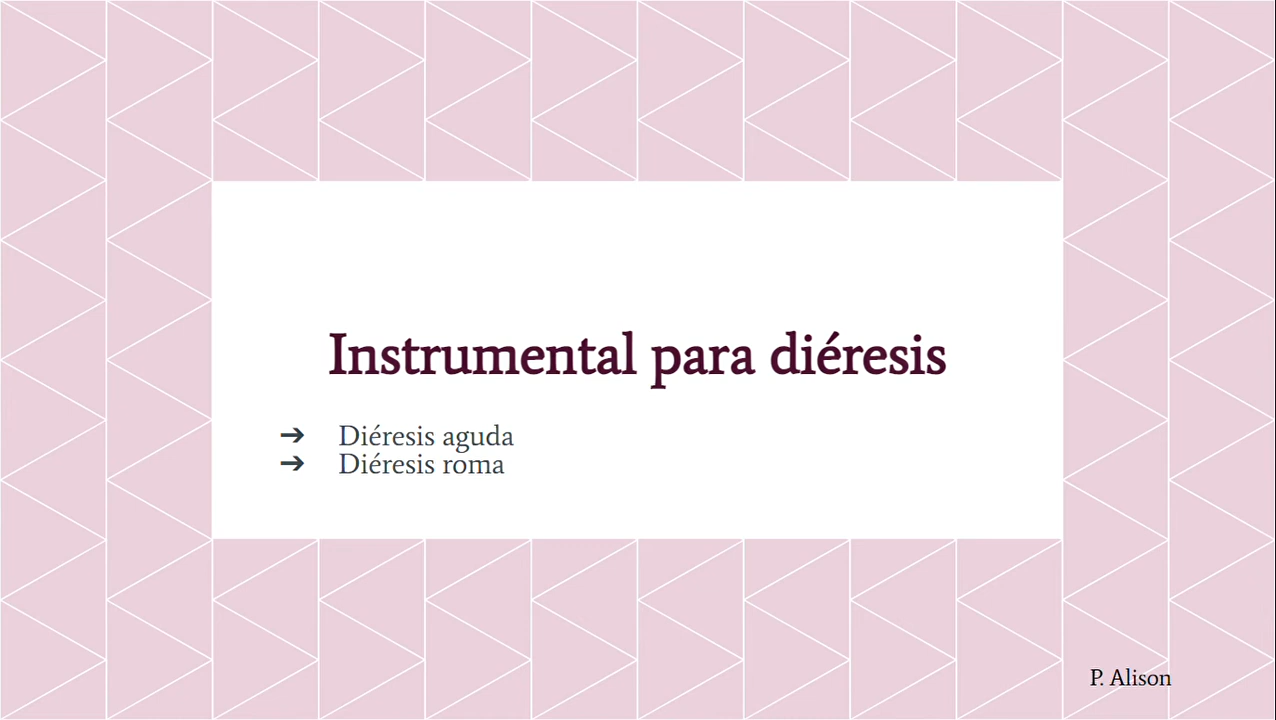 Instrumental para diéresis
➔ Diéresis aguda
➔ Diéresis roma
P. Alison